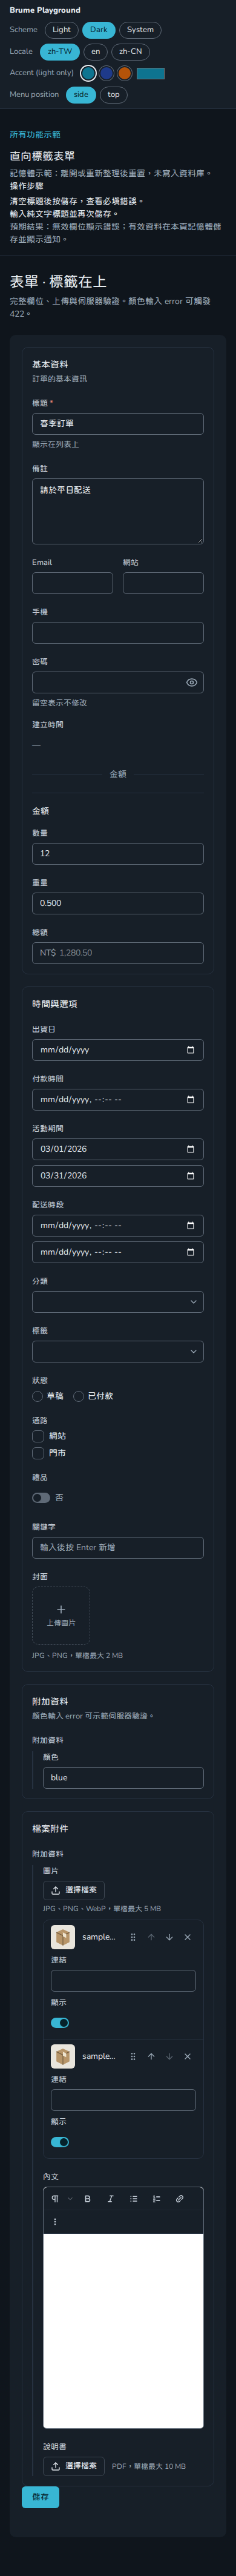 Brume Playground
Scheme Light Dark System
Locale zh-TW en zh-CN
Accent (light only)
Menu position side top
所有功能示範
直向標籤表單
記憶體示範：離開或重新整理後重置，未寫入資料庫。
操作步驟
清空標題後按儲存，查看必填錯誤。
輸入純文字標題並再次儲存。
預期結果：無效欄位顯示錯誤；有效資料在本頁記憶體儲
存並顯示通知。
表單 · 標籤在上
完整欄位、上傳與伺服器驗證。顏色輸入 error 可觸發
422。
基本資料
訂單的基本資訊
標題 *
春季訂單
顯示在列表上
備註
請於平日配送
Email 網站
手機
密碼
留空表示不修改
建立時間
—
金額
金額
數量
12
重量
0.500
總額
NT$ 1,280.50
時間與選項
出貨日
mm/dd/yyyy
付款時間
mm/dd/yyyy, --:-- --
活動期間
03/01/2026
03/31/2026
配送時段
mm/dd/yyyy, --:-- --
mm/dd/yyyy, --:-- --
分類
標籤
狀態
草稿 已付款
通路
網站
門市
禮品
否
關鍵字
輸入後按 Enter 新增
封面
上傳圖片
JPG、PNG，單檔最大 2 MB
附加資料
顏色輸入 error 可示範伺服器驗證。
附加資料
顏色
blue
檔案附件
附加資料
圖片
選擇檔案
JPG、PNG、WebP，單檔最大 5 MB
sample...
連結
顯示
sample...
連結
顯示
內文
說明書
選擇檔案 PDF，單檔最大 10 MB
儲存